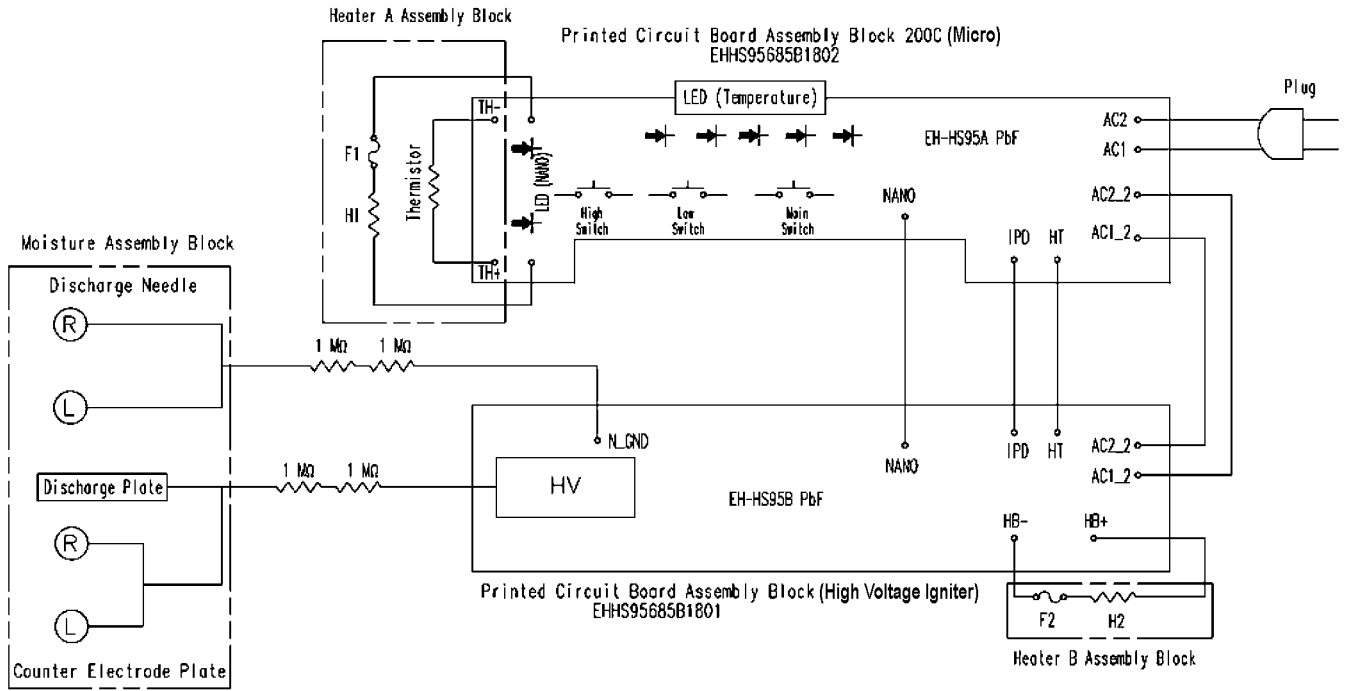 Heater A Assembly Block
Printed Circuit Board Assembly Block 200C (Micro)
EHHS95685B1802
Plug
LED (Temperature)
TH-
AC2
EH-HS95A PbF
AC1
F1
Thermistor
LED (NANO)
H1
High
Switch
Low
Switch
Main
Switch
NANO
AC2_2
AC1_2
IPD
HT
TH+
Moisture Assembly Block
Discharge Needle
R
L
1 MΩ
1 MΩ
N_GND
NANO
IPD
HT
AC2_2
AC1_2
1 MΩ
1 MΩ
Discharge Plate
HV
EH-HS95B PbF
R
HB-
HB+
L
Printed Circuit Board Assembly Block (High Voltage Igniter)
EHHS95685B1801
F2
H2
Counter Electrode Plate
Heater B Assembly Block